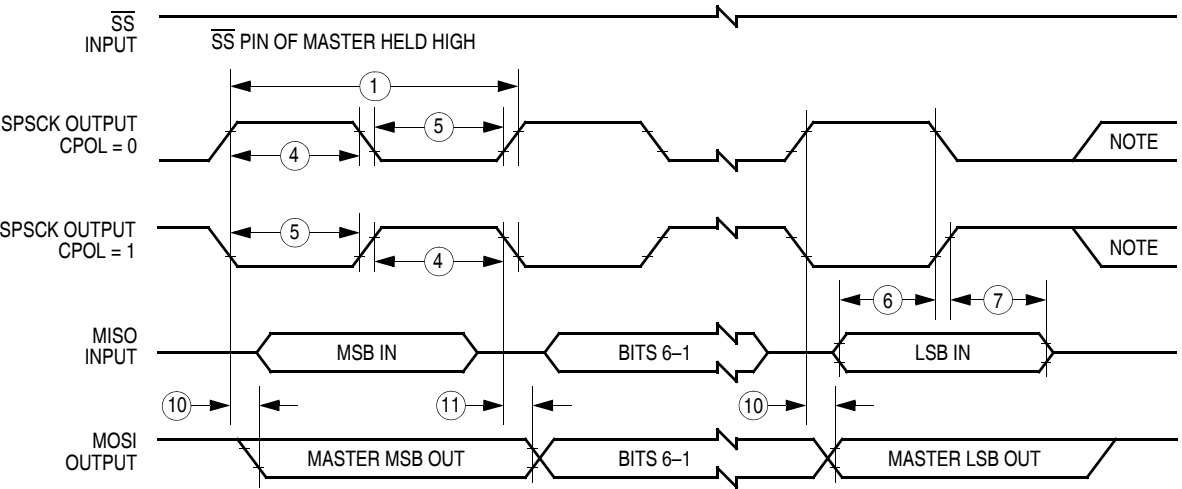 SS
INPUT
SS PIN OF MASTER HELD HIGH
1
SPSCK OUTPUT
CPOL = 0
5
4
NOTE
SPSCK OUTPUT
CPOL = 1
5
4
NOTE
6
7
MISO
INPUT
MSB IN
BITS 6–1
LSB IN
10
11
10
MOSI
OUTPUT
MASTER MSB OUT
BITS 6–1
MASTER LSB OUT